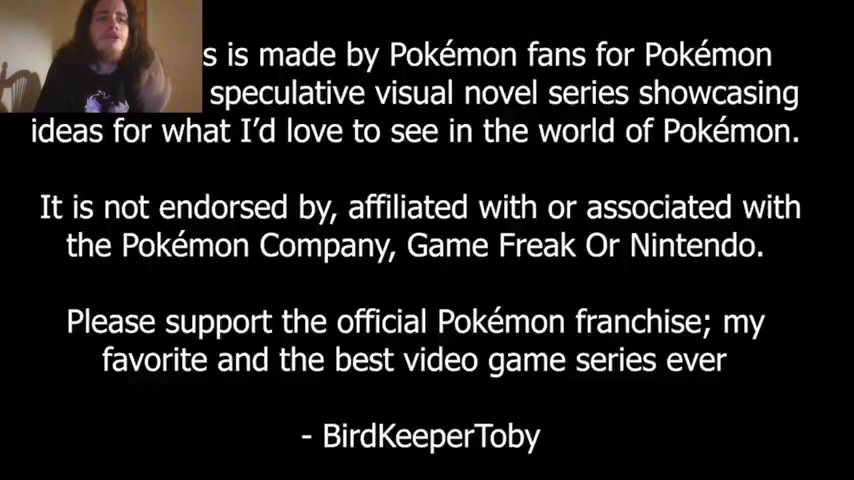 s is made by Pokémon fans for Pokémon
speculative visual novel series showcasing
ideas for what I'd love to see in the world of Pokémon.
It is not endorsed by, affiliated with or associated with
the Pokémon Company, Game Freak Or Nintendo.
Please support the official Pokémon franchise; my
favorite and the best video game series ever
- BirdKeeperToby